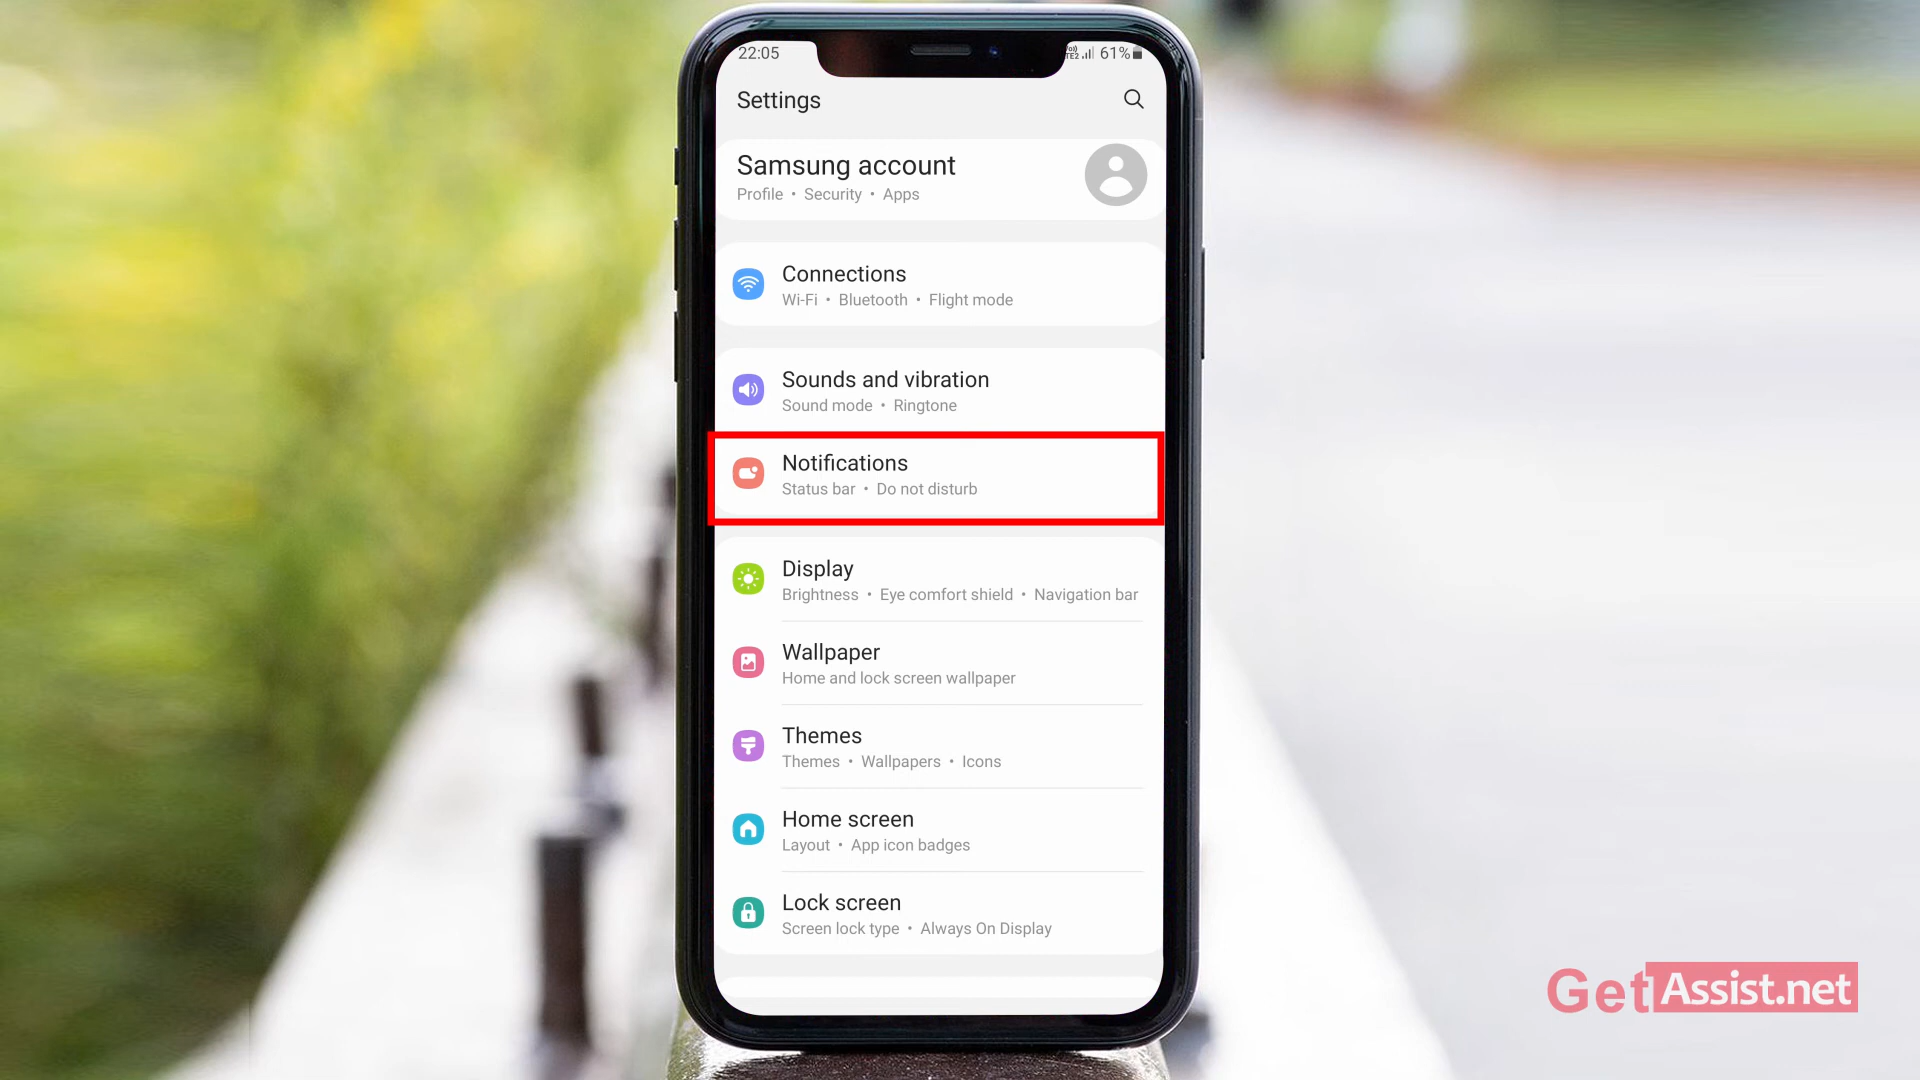 22:05
61%
Settings
Samsung account
Profile • Security • Apps
Connections
Wi-Fi • Bluetooth • Flight mode
Sounds and vibration
Sound mode • Ringtone
Notifications
Status bar • Do not disturb
Display
Brightness • Eye comfort shield • Navigation bar
Wallpaper
Home and lock screen wallpaper
Themes
Themes • Wallpapers • Icons
Home screen
Layout • App icon badges
Lock screen
Screen lock type • Always On Display
GetAssist.net